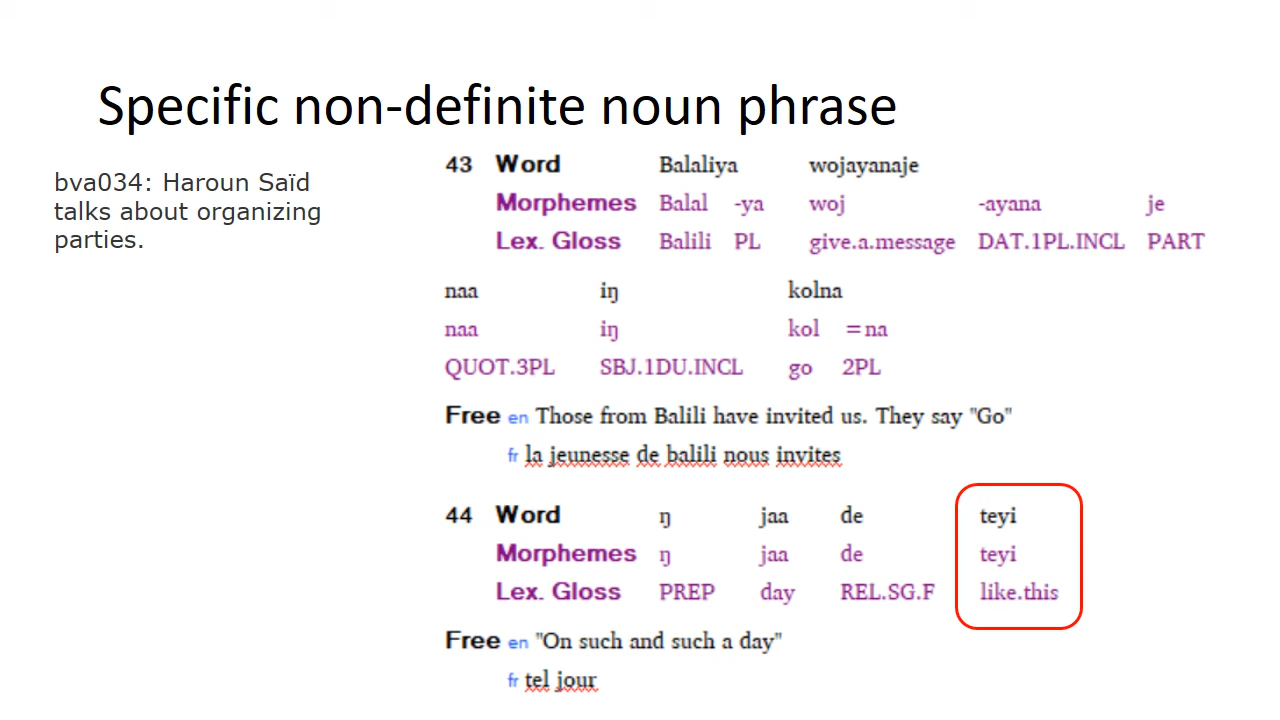 Specific non-definite noun phrase
bva034: Haroun Saïd
talks about organizing
parties.
43 Word Balaliya wojayanaje
Morphemes Balal -ya woj -ayana je
Lex. Gloss Balili PL give.a.message DAT.1PL.INCL PART
naa iŋ kolna
naa iŋ kol =na
QUOT.3PL SBJ.1DU.INCL go 2PL
Free en Those from Balili have invited us. They say "Go"
fr la jeunesse de balili nous invites
44 Word ŋ jaa de teyi
Morphemes ŋ jaa de teyi
Lex. Gloss PREP day REL.SG.F like.this
Free en "On such and such a day"
fr tel jour